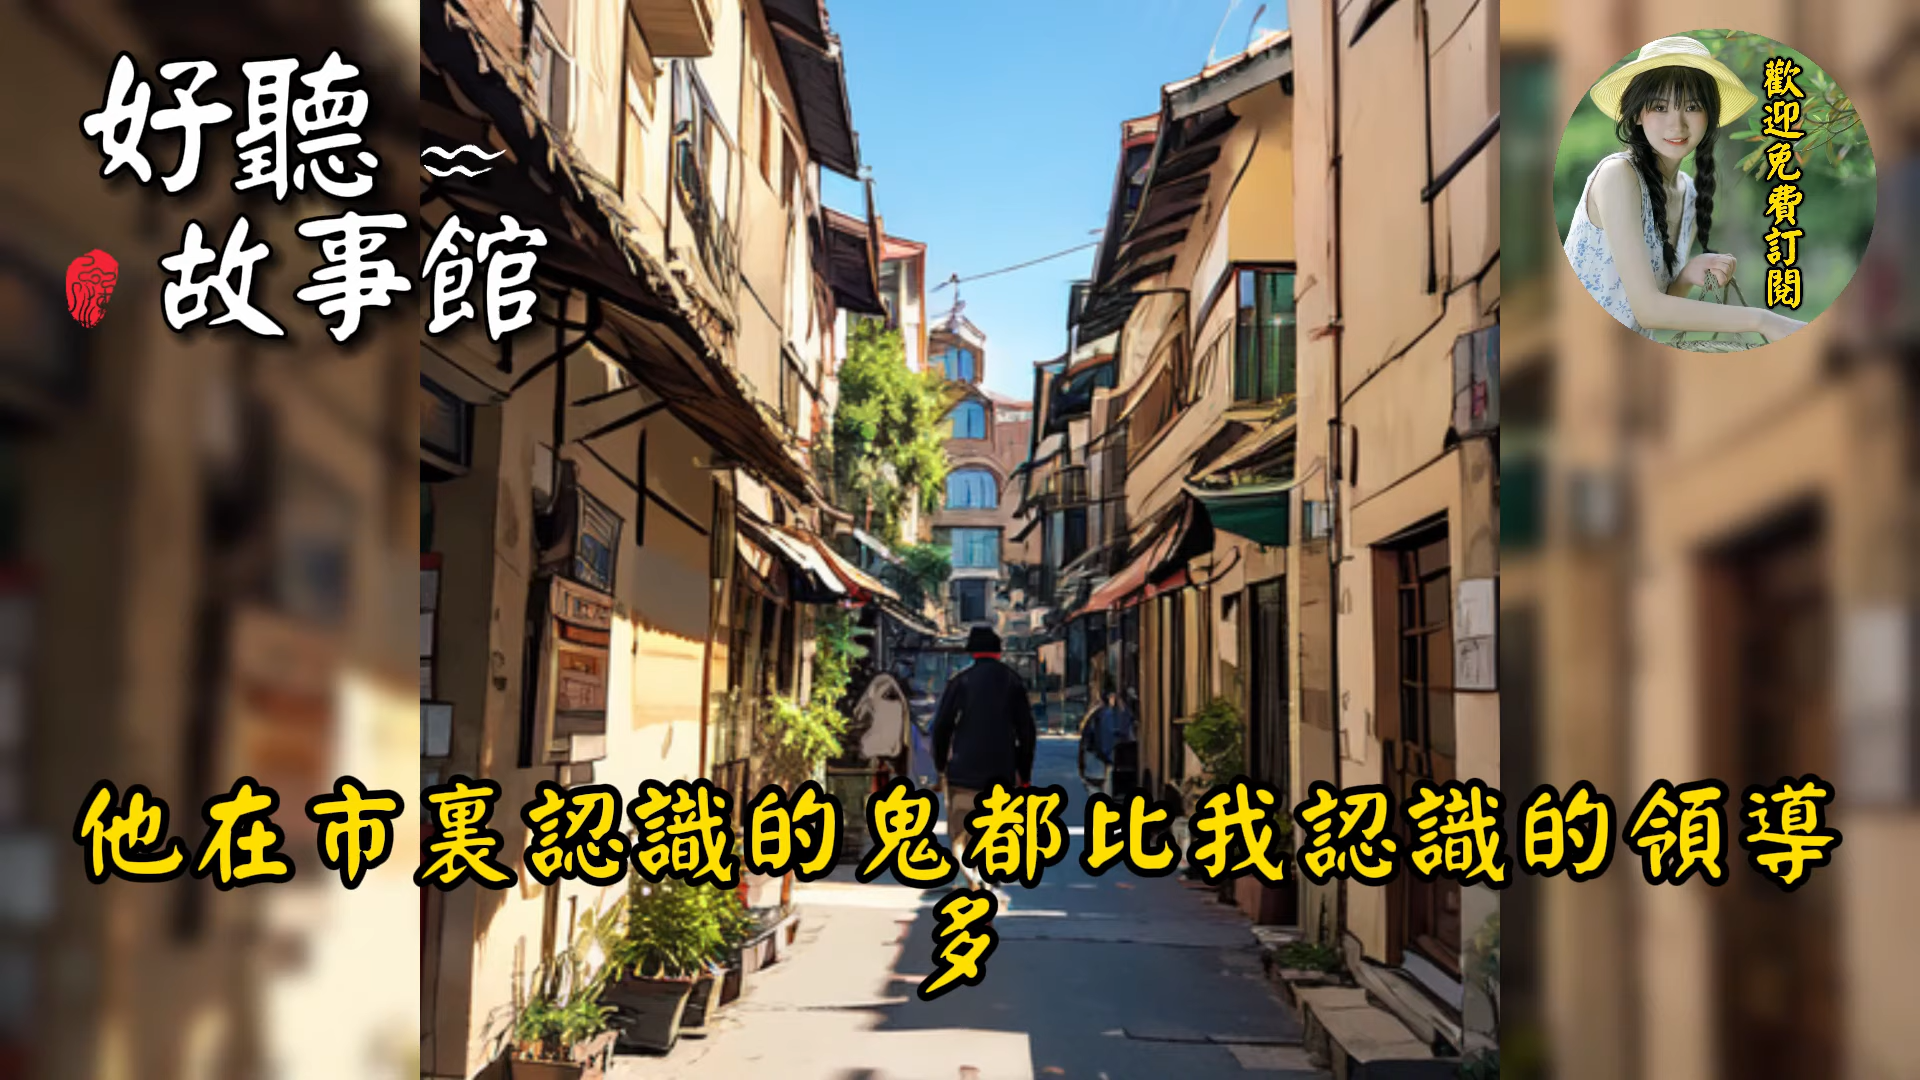 好聽
故事館
歡迎免費訂閱
他在市裏認識的鬼都比我認識的領導
多